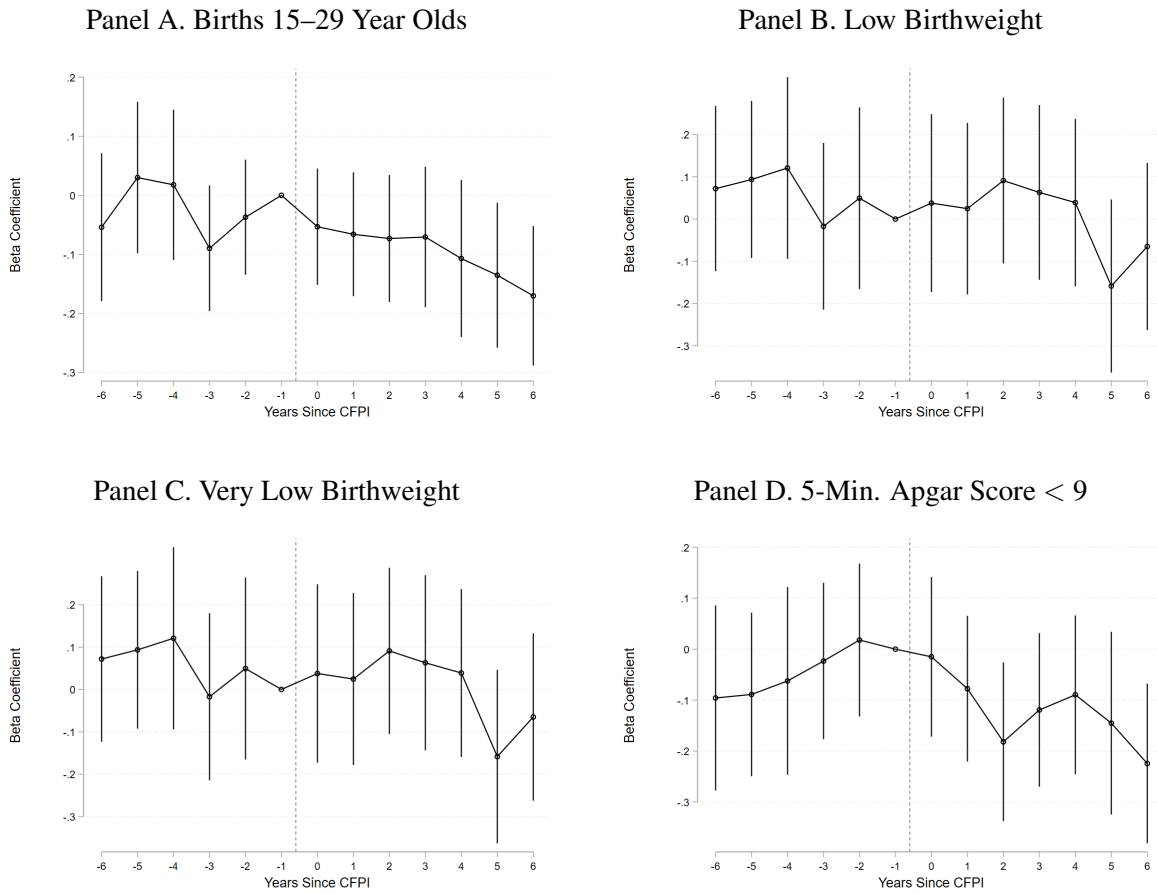 Panel A. Births 15–29 Year Olds
.2
.1
0
-.1
-.2
-.3
Beta Coefficient
-6 -5 -4 -3 -2 -1 0 1 2 3 4 5 6
Years Since CFPI
Panel B. Low Birthweight
.2
.1
0
-.1
-.2
-.3
Beta Coefficient
-6 -5 -4 -3 -2 -1 0 1 2 3 4 5 6
Years Since CFPI
Panel C. Very Low Birthweight
.2
.1
0
-.1
-.2
-.3
Beta Coefficient
-6 -5 -4 -3 -2 -1 0 1 2 3 4 5 6
Years Since CFPI
Panel D. 5-Min. Apgar Score < 9
.2
.1
0
-.1
-.2
-.3
Beta Coefficient
-6 -5 -4 -3 -2 -1 0 1 2 3 4 5 6
Years Since CFPI